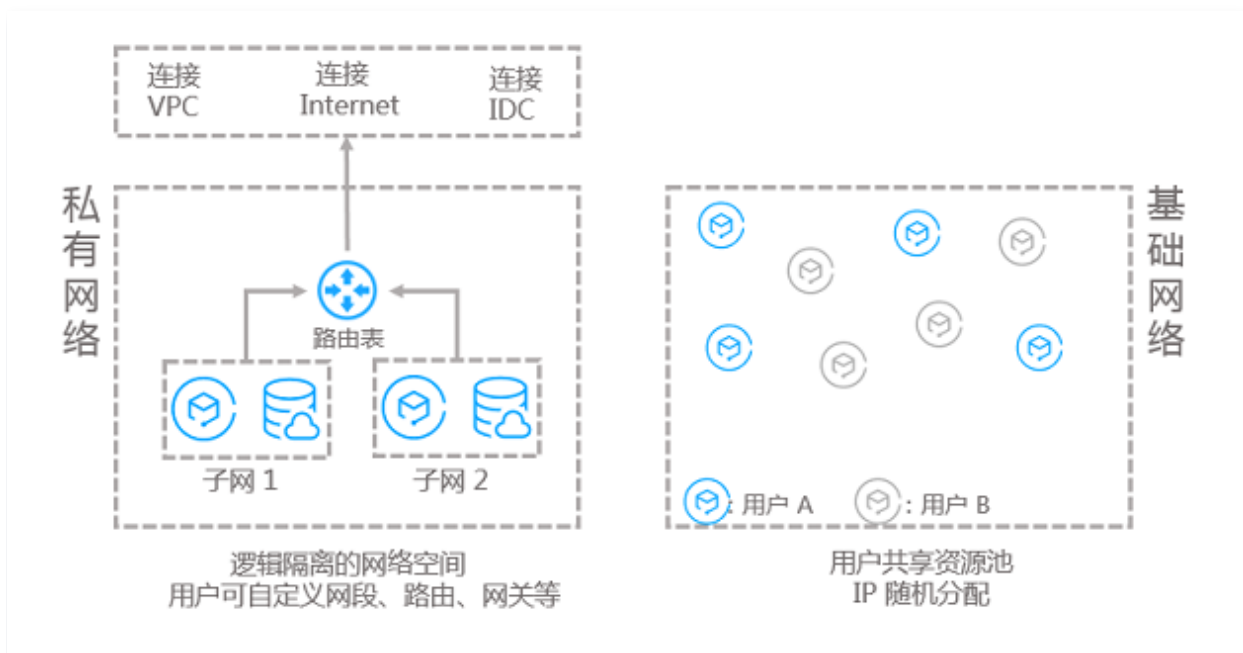 连接
VPC
连接
Internet
连接
IDC
私有网络
路由表
子网 1
子网 2
逻辑隔离的网络空间
用户可自定义网段、路由、网关等
基础网络
: 用户 A
: 用户 B
用户共享资源池
IP 随机分配